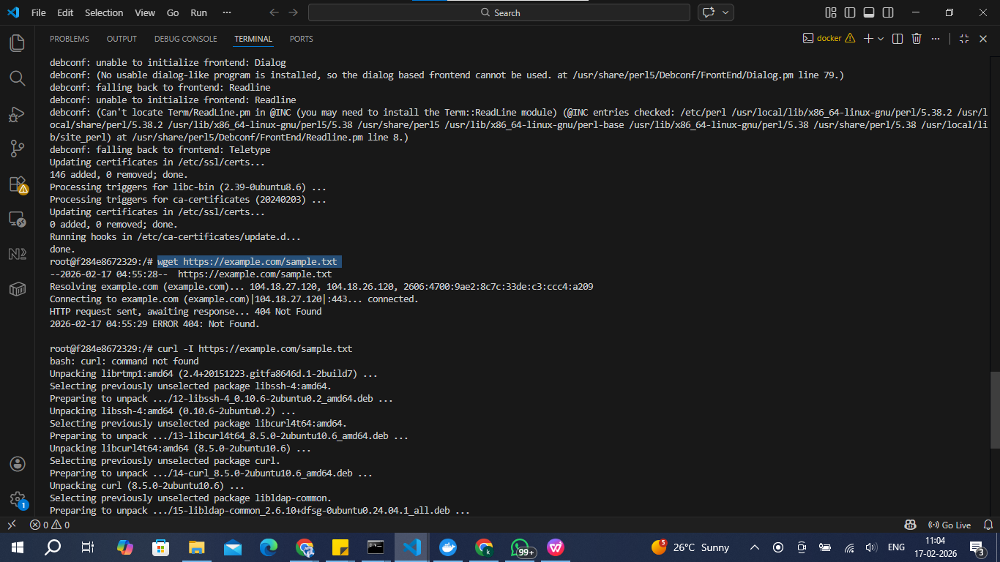 File Edit Selection View Go Run ···
Search
PROBLEMS OUTPUT DEBUG CONSOLE TERMINAL PORTS
docker
debconf: unable to initialize frontend: Dialog
debconf: (No usable dialog-like program is installed, so the dialog based frontend cannot be used. at /usr/share/perl5/Debconf/FrontEnd/Dialog.pm line 79.)
debconf: falling back to frontend: Readline
debconf: unable to initialize frontend: Readline
debconf: (Can't locate Term/ReadLine.pm in @INC (you may need to install the Term::ReadLine module) (@INC entries checked: /etc/perl /usr/local/lib/x86_64-linux-gnu/perl/5.38.2 /usr/l
ocal/share/perl/5.38.2 /usr/lib/x86_64-linux-gnu/perl5/5.38 /usr/share/perl5 /usr/lib/x86_64-linux-gnu/perl-base /usr/lib/x86_64-linux-gnu/perl/5.38 /usr/share/perl/5.38 /usr/local/li
b/site_perl) at /usr/share/perl5/Debconf/FrontEnd/Readline.pm line 8.)
debconf: falling back to frontend: Teletype
Updating certificates in /etc/ssl/certs...
146 added, 0 removed; done.
Processing triggers for libc-bin (2.39-0ubuntu8.6) ...
Processing triggers for ca-certificates (20240203) ...
Updating certificates in /etc/ssl/certs...
0 added, 0 removed; done.
Running hooks in /etc/ca-certificates/update.d...
done.
root@f284e8672329:/# wget https://example.com/sample.txt
--2026-02-17 04:55:28--  https://example.com/sample.txt
Resolving example.com (example.com)... 104.18.27.120, 104.18.26.120, 2606:4700:9ae2:8c7c:33de:c3:ccc4:a209
Connecting to example.com (example.com)|104.18.27.120|:443... connected.
HTTP request sent, awaiting response... 404 Not Found
2026-02-17 04:55:29 ERROR 404: Not Found.
root@f284e8672329:/# curl -I https://example.com/sample.txt
bash: curl: command not found
Unpacking librtmp1:amd64 (2.4+20151223.gitfa8646d.1-2build7) ...
Selecting previously unselected package libssh-4:amd64.
Preparing to unpack .../12-libssh-4_0.10.6-2ubuntu0.2_amd64.deb ...
Unpacking libssh-4:amd64 (0.10.6-2ubuntu0.2) ...
Selecting previously unselected package libcurl4t64:amd64.
Preparing to unpack .../13-libcurl4t64_8.5.0-2ubuntu10.6_amd64.deb ...
Unpacking libcurl4t64:amd64 (8.5.0-2ubuntu10.6) ...
Selecting previously unselected package curl.
Preparing to unpack .../14-curl_8.5.0-2ubuntu10.6_amd64.deb ...
Unpacking curl (8.5.0-2ubuntu10.6) ...
Selecting previously unselected package libldap-common.
Preparing to unpack .../15-libldap-common_2.6.10+dfsg-0ubuntu0.24.04.1_all.deb ...
1
0 0
Go Live
99+
5
26°C Sunny
ENG
11:04
17-02-2026
3